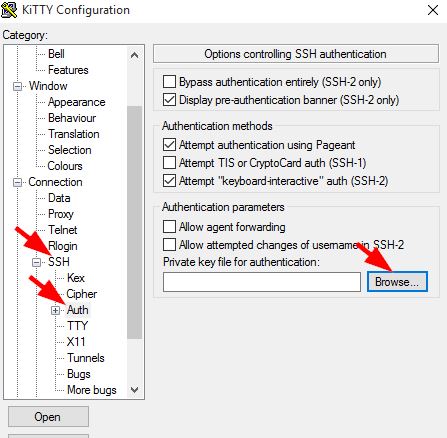 KiTTY Configuration
Category:
Bell
Features
Window
Appearance
Behaviour
Translation
Selection
Colours
Connection
Data
Proxy
Telnet
Rlogin
SSH
Kex
Cipher
Auth
TTY
X11
Tunnels
Bugs
More bugs
Open
Options controlling SSH authentication
Bypass authentication entirely (SSH-2 only)
Display pre-authentication banner (SSH-2 only)
Authentication methods
Attempt authentication using Pageant
Attempt TIS or CryptoCard auth (SSH-1)
Attempt "keyboard-interactive" auth (SSH-2)
Authentication parameters
Allow agent forwarding
Allow attempted changes of username in SSH-2
Private key file for authentication:
Browse...